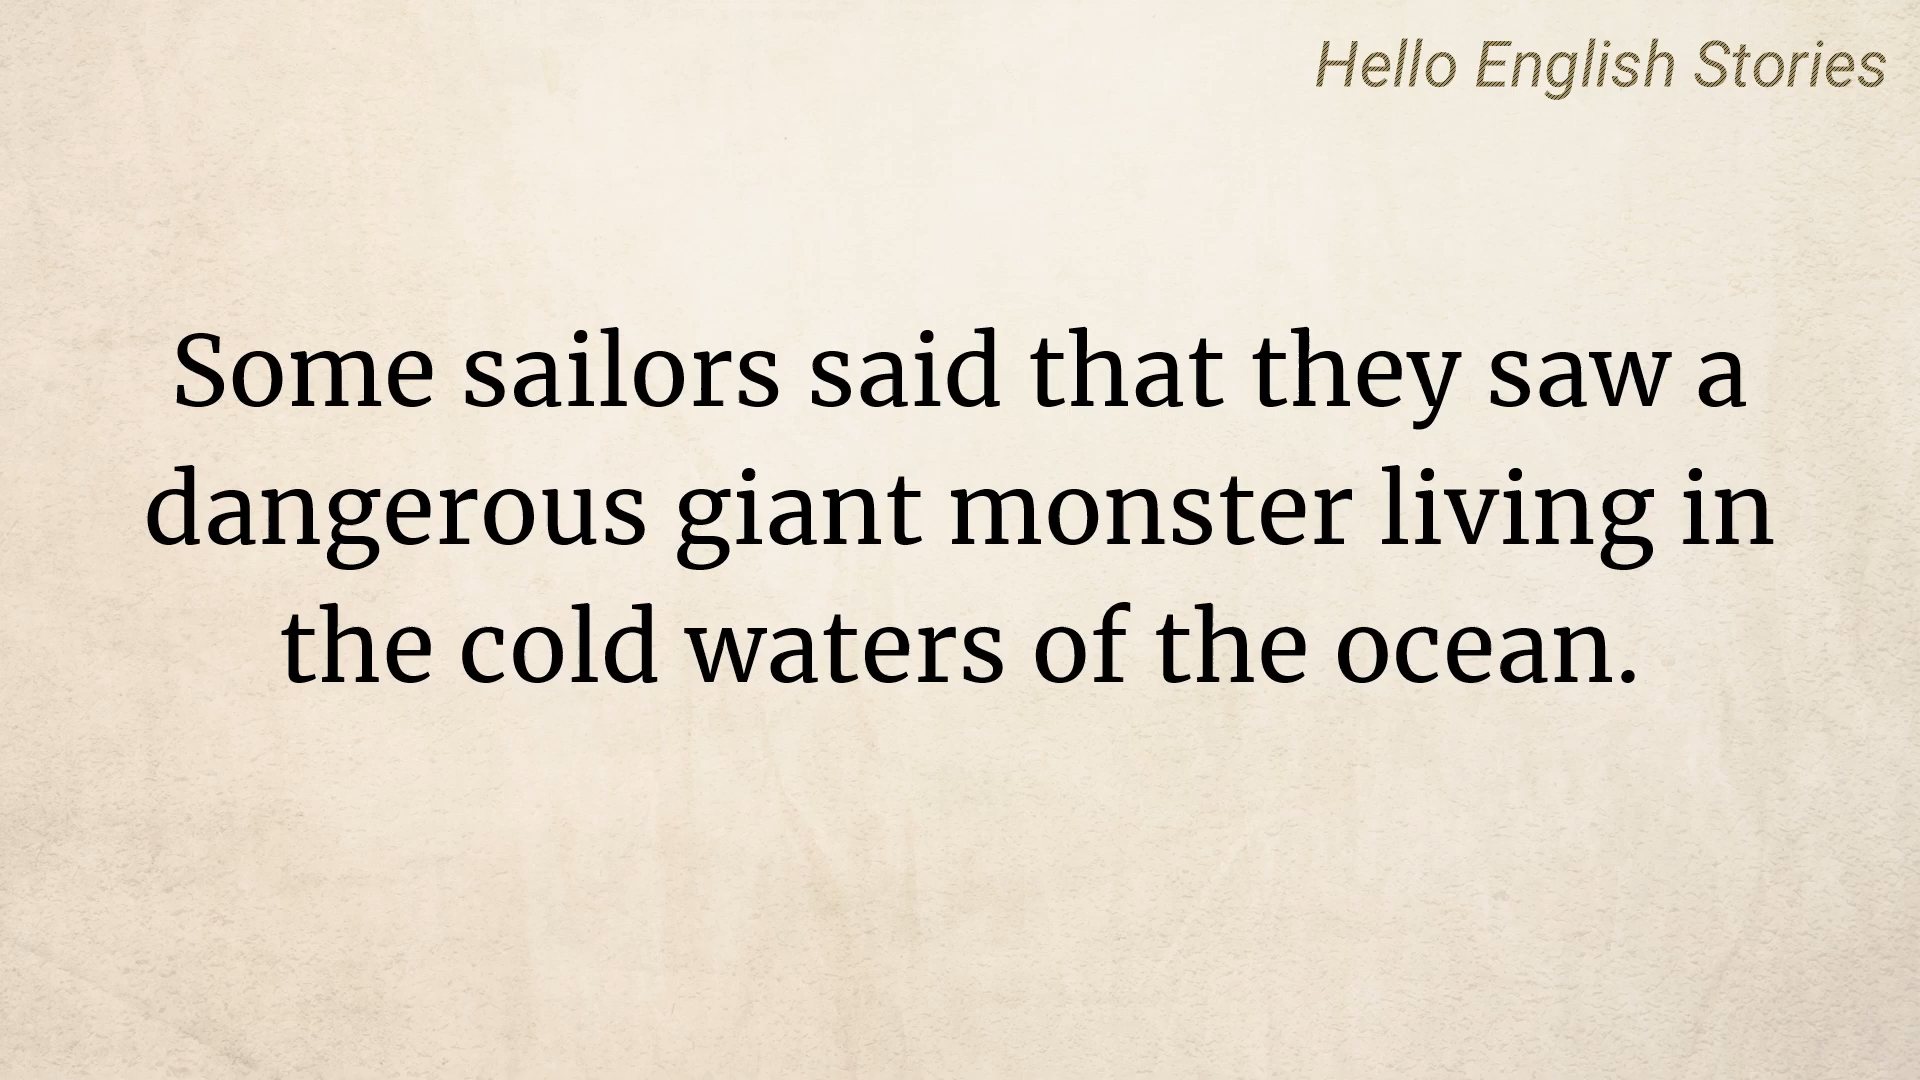 Hello English Stories
Some sailors said that they saw a
dangerous giant monster living in
the cold waters of the ocean.